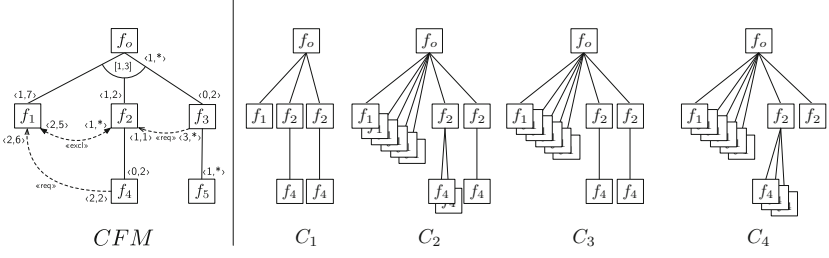 f_o f_o f_o f_o f_o
[1,3] ⟨1,*⟩
⟨1,7⟩ ⟨1,2⟩ ⟨0,2⟩
f_1 f_2 f_3 f_1 f_2 f_2 f_1 f_2 f_2 f_1 f_2 f_2 f_1 f_2 f_2
⟨2,5⟩ ⟨1,*⟩
⟨2,6⟩ «excl» ⟨1,1⟩ «req» ⟨3,*⟩
⟨0,2⟩ ⟨1,*⟩
«req» ⟨2,2⟩
f_4 f_5 f_4 f_4 f_4 f_4 f_4 f_4 f_4
CFM C_1 C_2 C_3 C_4